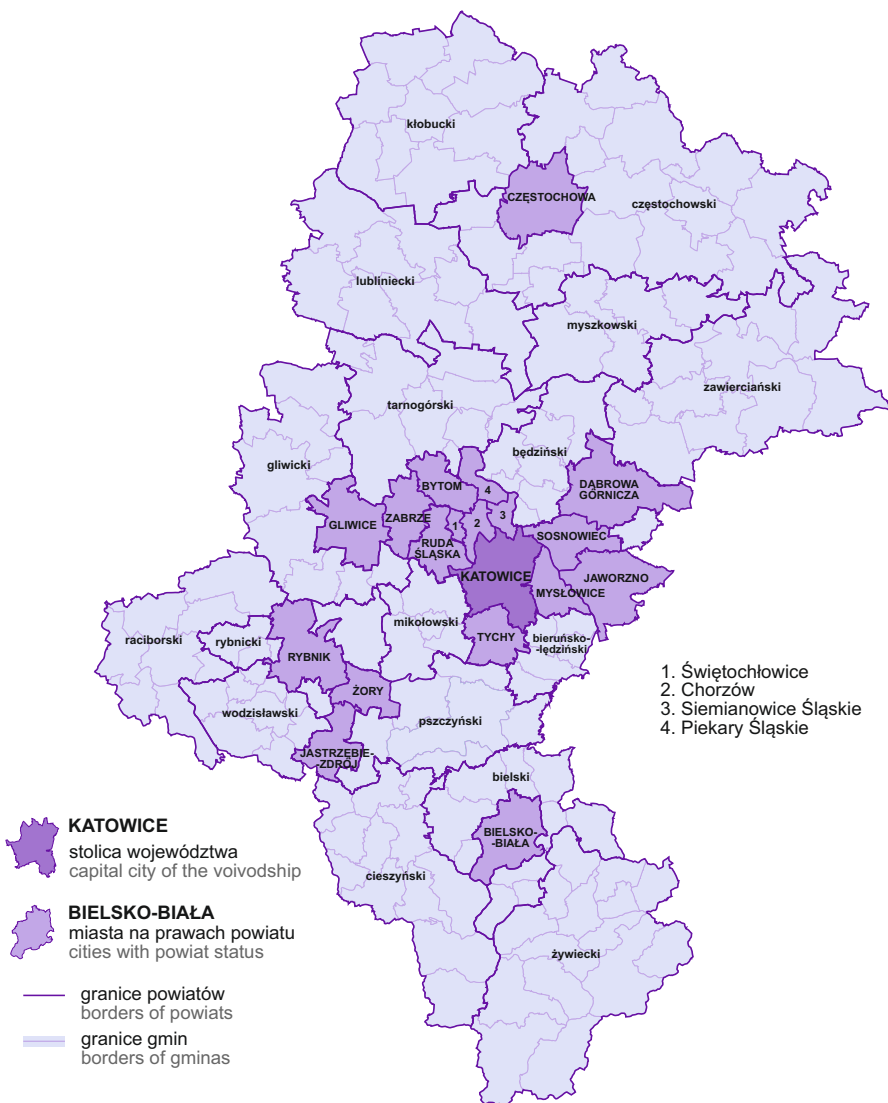 kłobucki
CZĘSTOCHOWA
częstochowski
lubliniecki
myszkowski
zawierciański
tarnogórski
będziński
gliwicki
BYTOM
4
DĄBROWA
GÓRNICZA
GLIWICE
ZABRZE
1
2
3
RUDA
ŚLĄSKA
SOSNOWIEC
KATOWICE
JAWORZNO
MYSŁOWICE
mikołowski
TYCHY
bieruńsko-
-lędziński
raciborski
rybnicki
RYBNIK
ŻORY
wodzisławski
pszczyński
JASTRZĘBIE-
ZDRÓJ
bielski
BIELSKO-
-BIAŁA
cieszyński
żywiecki
1. Świętochłowice
2. Chorzów
3. Siemianowice Śląskie
4. Piekary Śląskie
KATOWICE
stolica województwa
capital city of the voivodship
BIELSKO-BIAŁA
miasta na prawach powiatu
cities with powiat status
granice powiatów
borders of powiats
granice gmin
borders of gminas